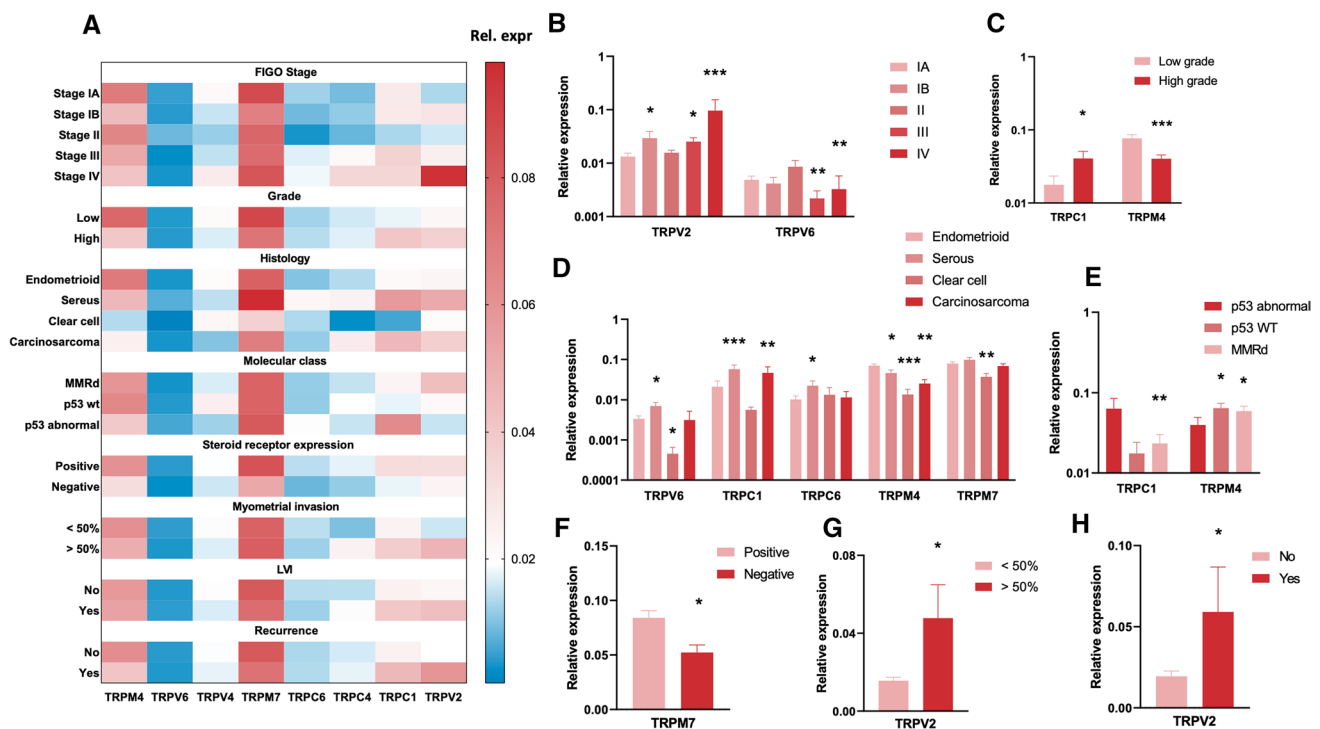 A
Rel. expr
FIGO Stage
Stage IA
Stage IB
Stage II
Stage III
Stage IV
Grade
Low
High
Histology
Endometrioid
Sereus
Clear cell
Carcinosarcoma
Molecular class
MMRd
p53 wt
p53 abnormal
Steroid receptor expression
Positive
Negative
Myometrial invasion
< 50%
> 50%
LVI
No
Yes
Recurrence
No
Yes
TRPM4 TRPV6 TRPV4 TRPM7 TRPC6 TRPC4 TRPC1 TRPV2
0.08
0.06
0.04
0.02
B
Relative expression
1
0.1
0.01
0.001
* * *** ** **
TRPV2 TRPV6
IA
IB
II
III
IV
C
Relative expression
1
0.1
0.01
* ***
TRPC1 TRPM4
Low grade
High grade
D
Endometrioid
Serous
Clear cell
Carcinosarcoma
Relative expression
1
0.1
0.01
0.001
0.0001
* * *** ** * * *** ** **
TRPV6 TRPC1 TRPC6 TRPM4 TRPM7
E
p53 abnormal
p53 WT
MMRd
Relative expression
1
0.1
0.01
** * *
TRPC1 TRPM4
F
Relative expression
0.15
0.10
0.05
0.00
*
TRPM7
Positive
Negative
G
Relative expression
0.08
0.04
0.00
*
TRPV2
< 50%
> 50%
H
Relative expression
0.10
0.05
0.00
*
TRPV2
No
Yes